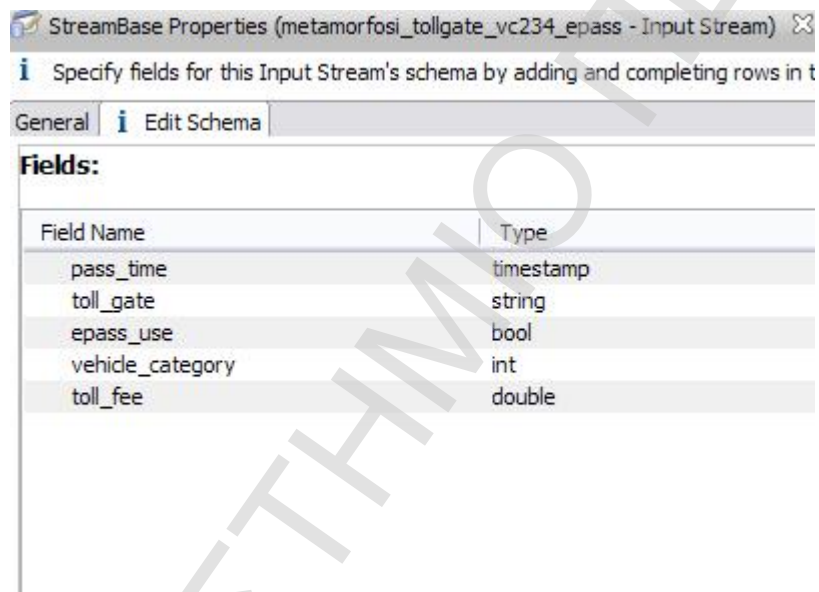 StreamBase Properties (metamorfosi_tollgate_vc234_epass - Input Stream)
i Specify fields for this Input Stream's schema by adding and completing rows in t
General i Edit Schema
Fields:
Field Name Type
pass_time timestamp
toll_gate string
epass_use bool
vehicle_category int
toll_fee double